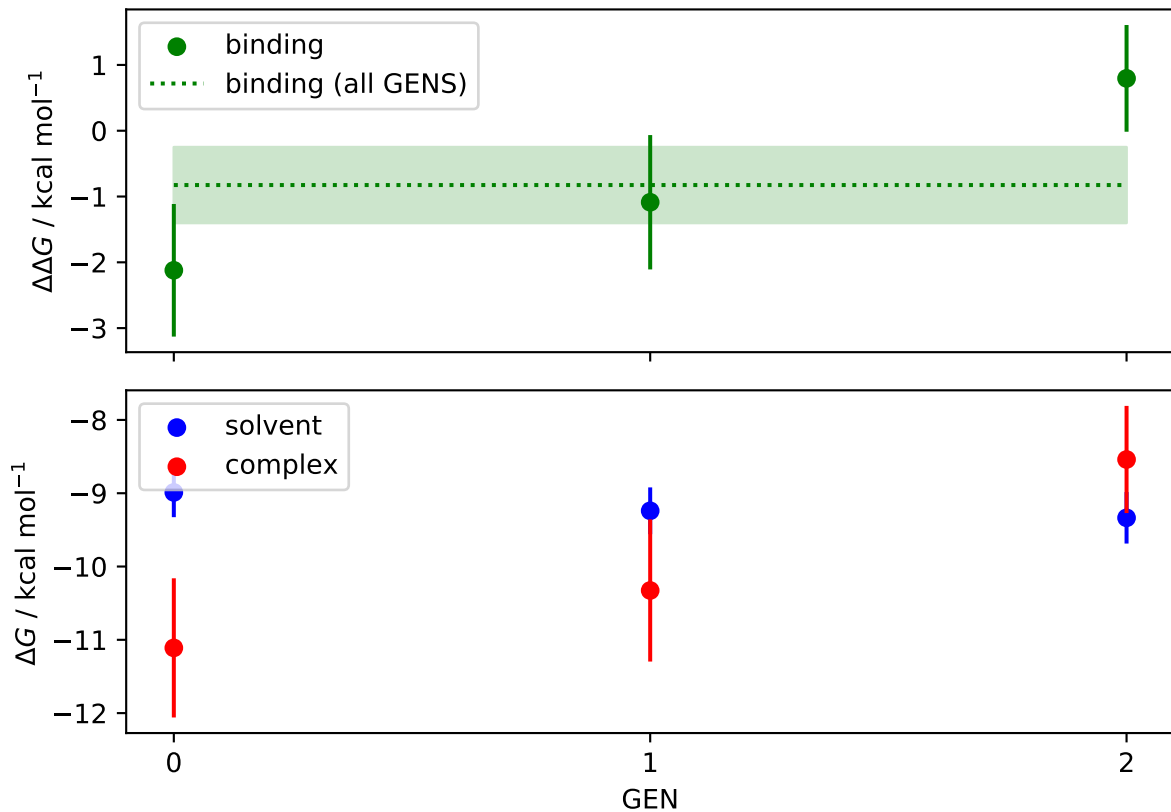 binding
binding (all GENS)
ΔΔG / kcal mol⁻¹
1
0
−1
−2
−3
solvent
complex
ΔG / kcal mol⁻¹
−8
−9
−10
−11
−12
0 1 2
GEN